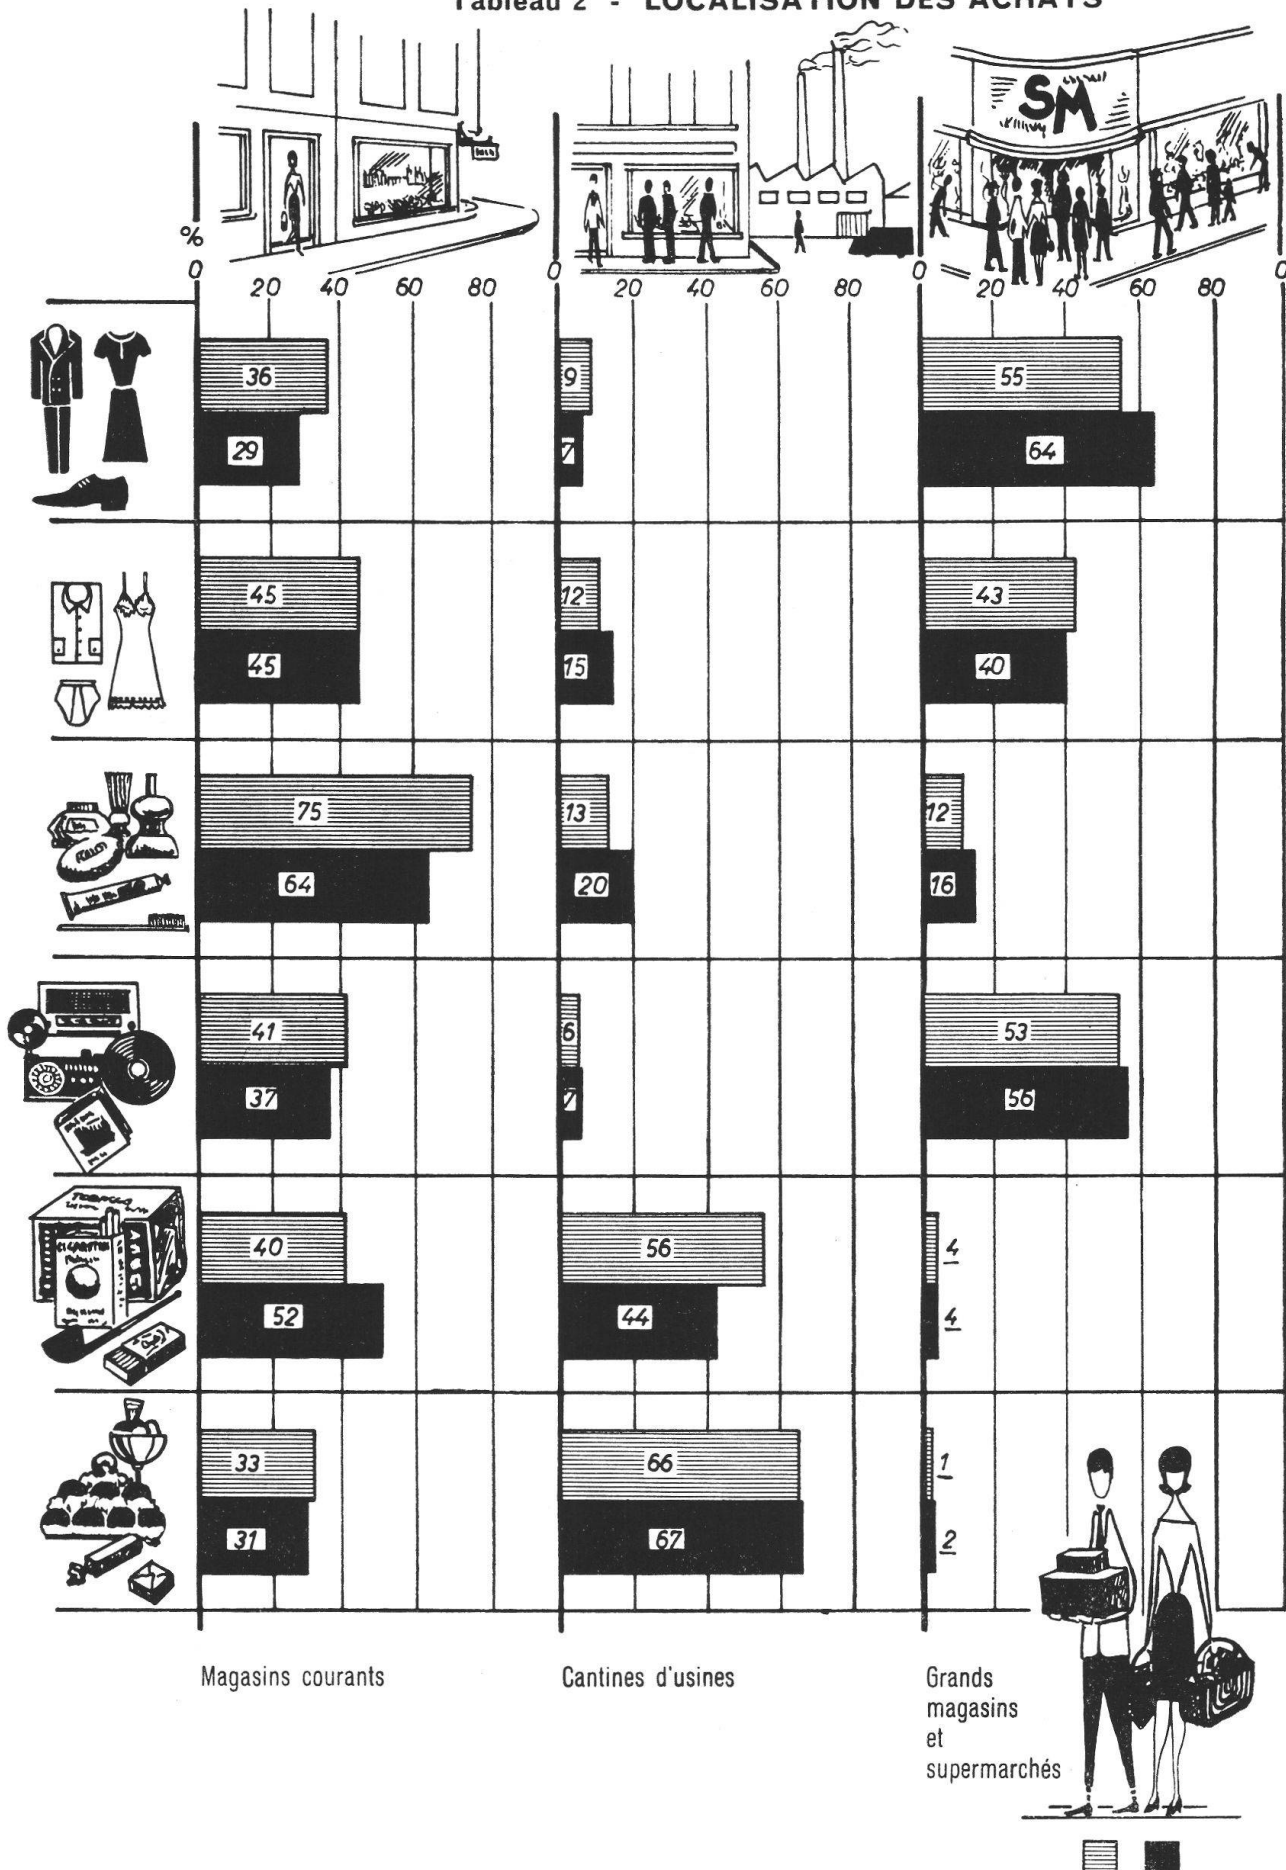 Tableau 2 - LOCALISATION DES ACHATS
SM
%
0 20 40 60 80 0 20 40 60 80 0 20 40 60 80 0
36 9 55
29 7 64
45 12 43
45 15 40
75 13 12
64 20 16
41 6 53
37 7 56
TOBACCO
CIGARETTES
40 56 4
52 44 4
33 66 1
31 67 2
Magasins courants
Cantines d'usines
Grands
magasins
et
supermarchés